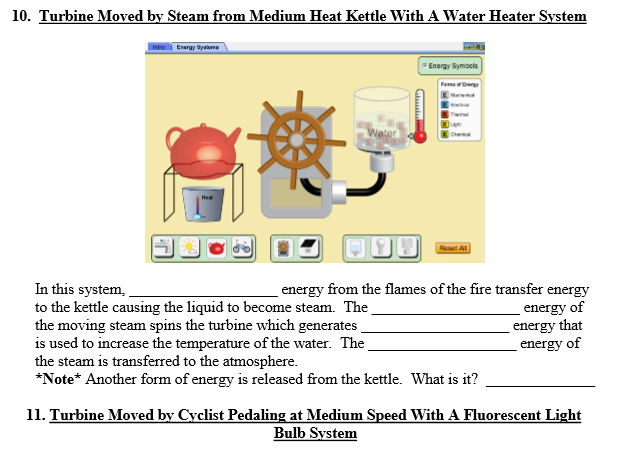 10. Turbine Moved by Steam from Medium Heat Kettle With A Water Heater System
Intro Energy Systems
Energy Symbols
Forms of Energy
E Mechanical
E Electrical
E Thermal
E Light
E Chemical
Water
Heat
Reset All
In this system, ____________________ energy from the flames of the fire transfer energy
to the kettle causing the liquid to become steam. The ____________________ energy of
the moving steam spins the turbine which generates ____________________ energy that
is used to increase the temperature of the water. The ____________________ energy of
the steam is transferred to the atmosphere.
*Note* Another form of energy is released from the kettle. What is it? _______________
11. Turbine Moved by Cyclist Pedaling at Medium Speed With A Fluorescent Light
Bulb System